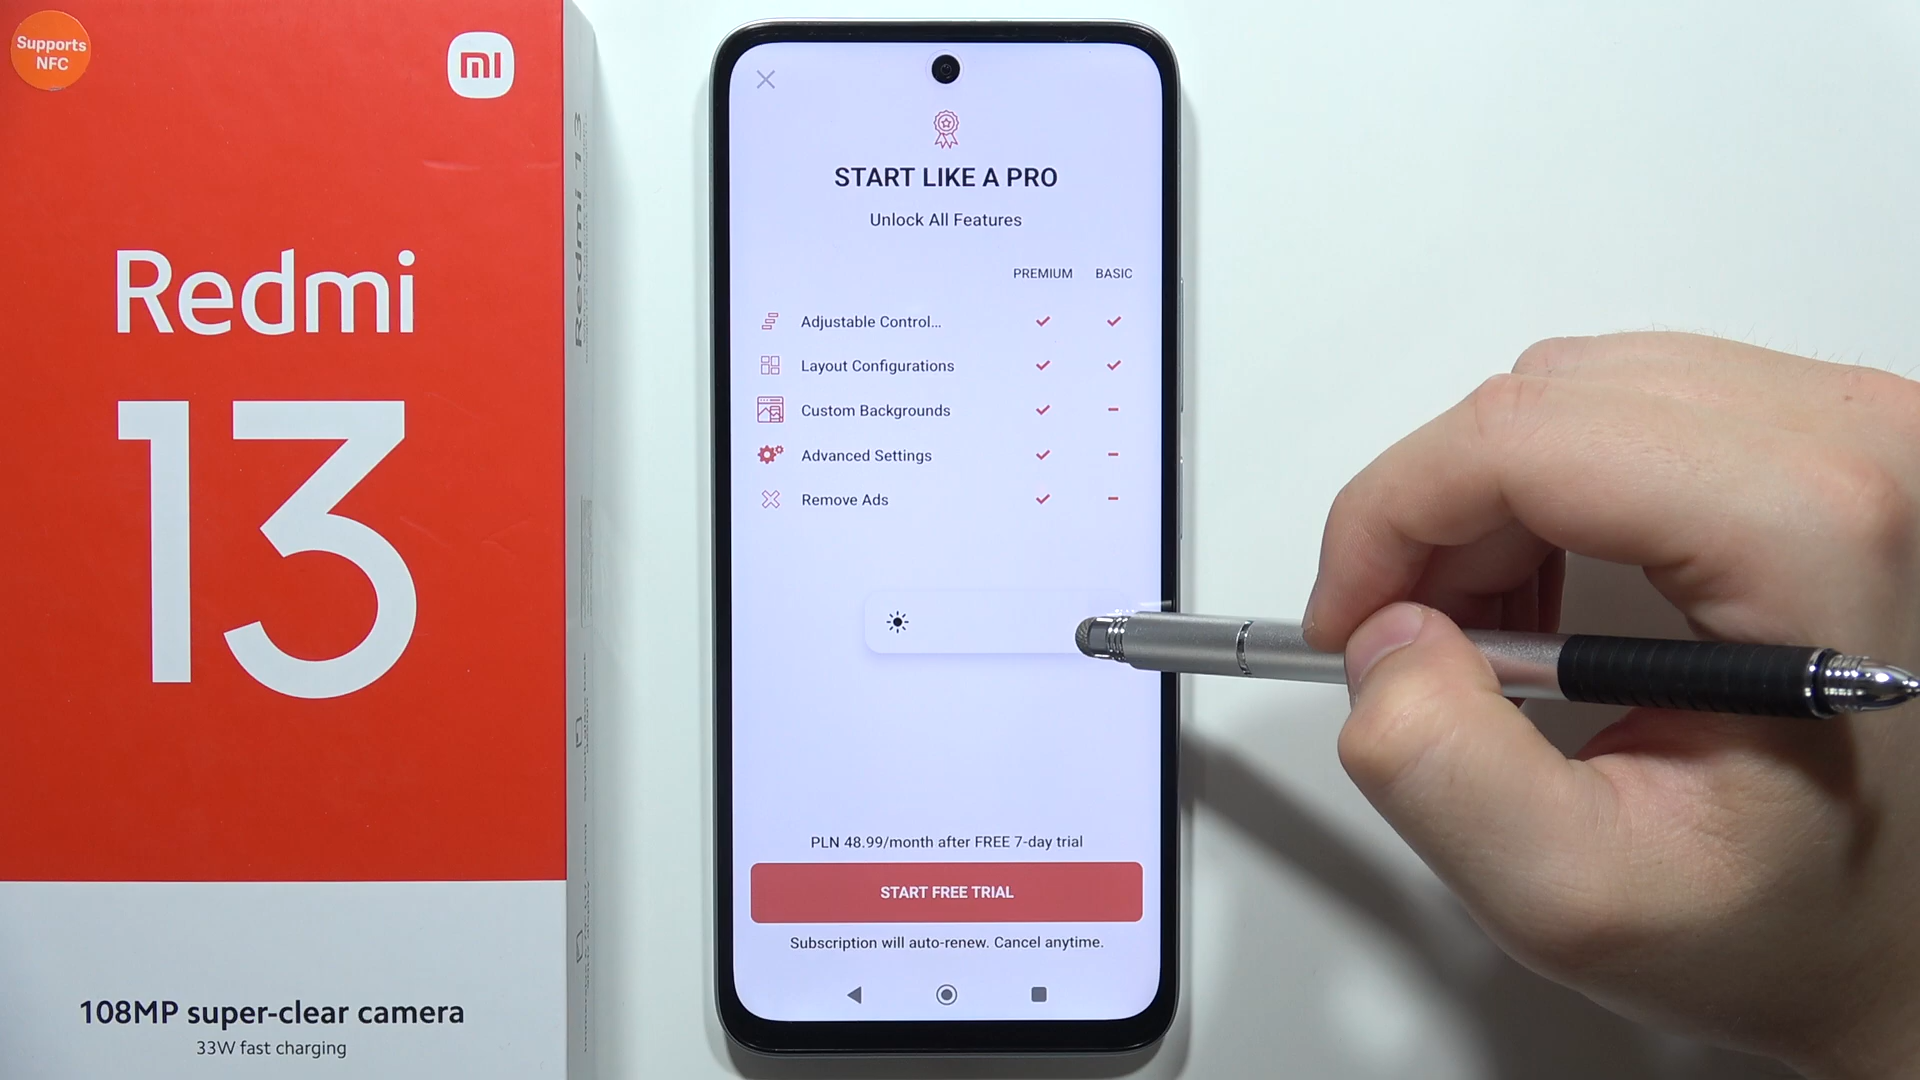 Supports
NFC
Redmi
13
108MP super-clear camera
33W fast charging
Redmi 13
START LIKE A PRO
Unlock All Features
PREMIUM BASIC
Adjustable Control...
Layout Configurations
Custom Backgrounds
Advanced Settings
Remove Ads
PLN 48.99/month after FREE 7-day trial
START FREE TRIAL
Subscription will auto-renew. Cancel anytime.